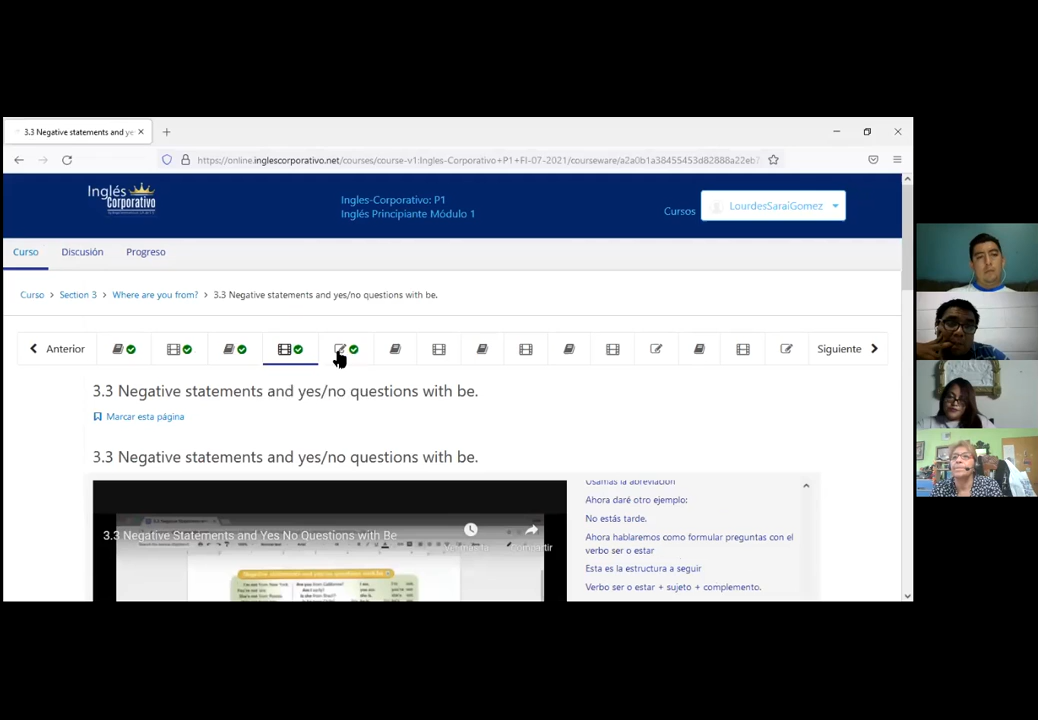 3.3 Negative statements and ye
Inglés
Corporativo
https://online.inglescorporativo.net/courses/course-v1:Ingles-Corporativo+P1+FI-07-2021/courseware/a2a0b1a38455453d82888a22eb
Ingles-Corporativo: P1
Inglés Principiante Módulo 1
Cursos
LourdesSaraiGomez
Curso
Discusión
Progreso
Curso > Section 3 > Where are you from? > 3.3 Negative statements and yes/no questions with be.
Anterior
Siguiente
3.3 Negative statements and yes/no questions with be.
Marcar esta página
3.3 Negative statements and yes/no questions with be.
3.3 Negative Statements and Yes No Questions with Be
Usamos la abreviación
Ahora daré otro ejemplo:
No estás tarde.
Ahora hablaremos como formular preguntas con el
verbo ser o estar
Esta es la estructura a seguir
Verbo ser o estar + sujeto + complemento.